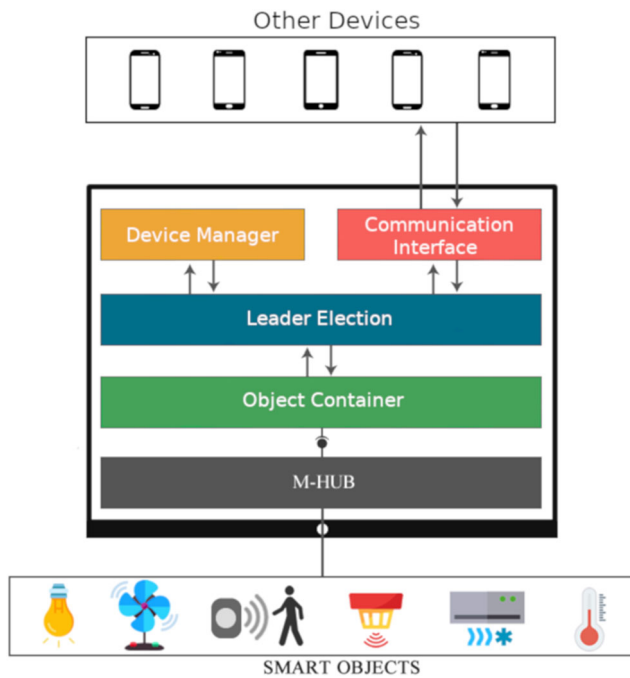 Other Devices
Device Manager
Communication
Interface
Leader Election
Object Container
M-HUB
SMART OBJECTS